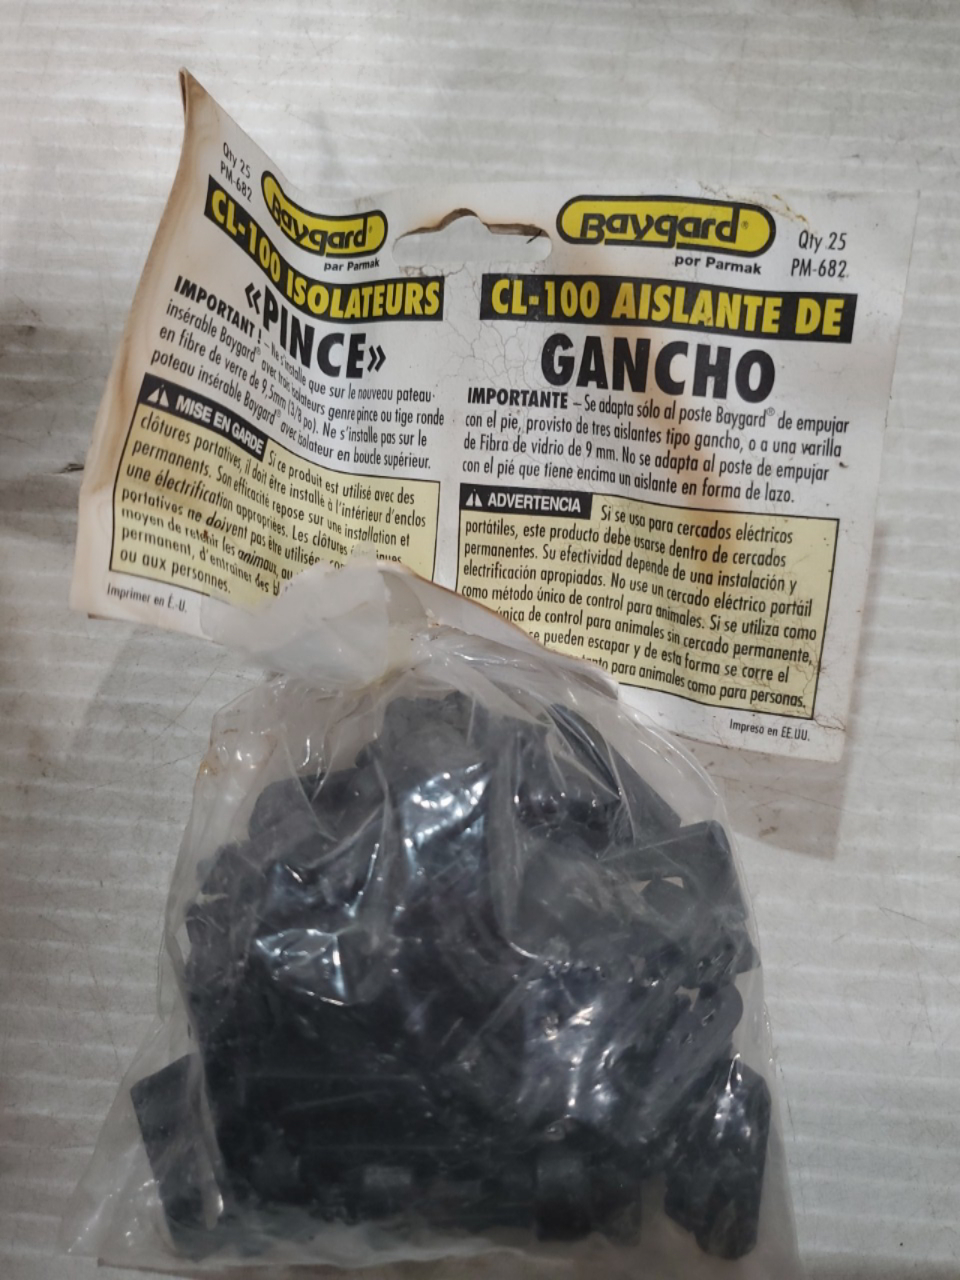 Qty 25
PM-682
Baygard®
par Parmak
CL-100 ISOLATEURS
«PINCE»
IMPORTANT ! – Ne s'installe que sur le nouveau poteau
insérable Baygard® avec trois isolateurs genre pince ou tige ronde
en fibre de verre de 9,5mm (3/8 po). Ne s'installe pas sur le
poteau insérable Baygard® avec isolateur en boucle supérieur.
MISE EN GARDE Si ce produit est utilisé avec des
clôtures portatives, il doit être installé à l'intérieur d'enclos
permanents. Son efficacité repose sur une installation et
une électrification appropriées. Les clôtures
portatives ne doivent pas être utilisées
moyen de retenir les animaux, ou
permanent, d'entraîner des
ou aux personnes.
Imprimer en É.-U.
Baygard®
por Parmak
Qty 25
PM-682
CL-100 AISLANTE DE
GANCHO
IMPORTANTE – Se adapta sólo al poste Baygard® de empujar
con el pie, provisto de tres aislantes tipo gancho, o a una varilla
de Fibra de vidrio de 9 mm. No se adapta al poste de empujar
con el pié que tiene encima un aislante en forma de lazo.
ADVERTENCIA Si se usa para cercados eléctricos
portátiles, este producto debe usarse dentro de cercados
permanentes. Su efectividad depende de una instalación y
electrificación apropiadas. No use un cercado eléctrico portáil
como método único de control para animales. Si se utiliza como
única de control para animales sin cercado permanente,
pueden escapar y de esta forma se corre el
para animales como para personas.
Impreso en EE.UU.